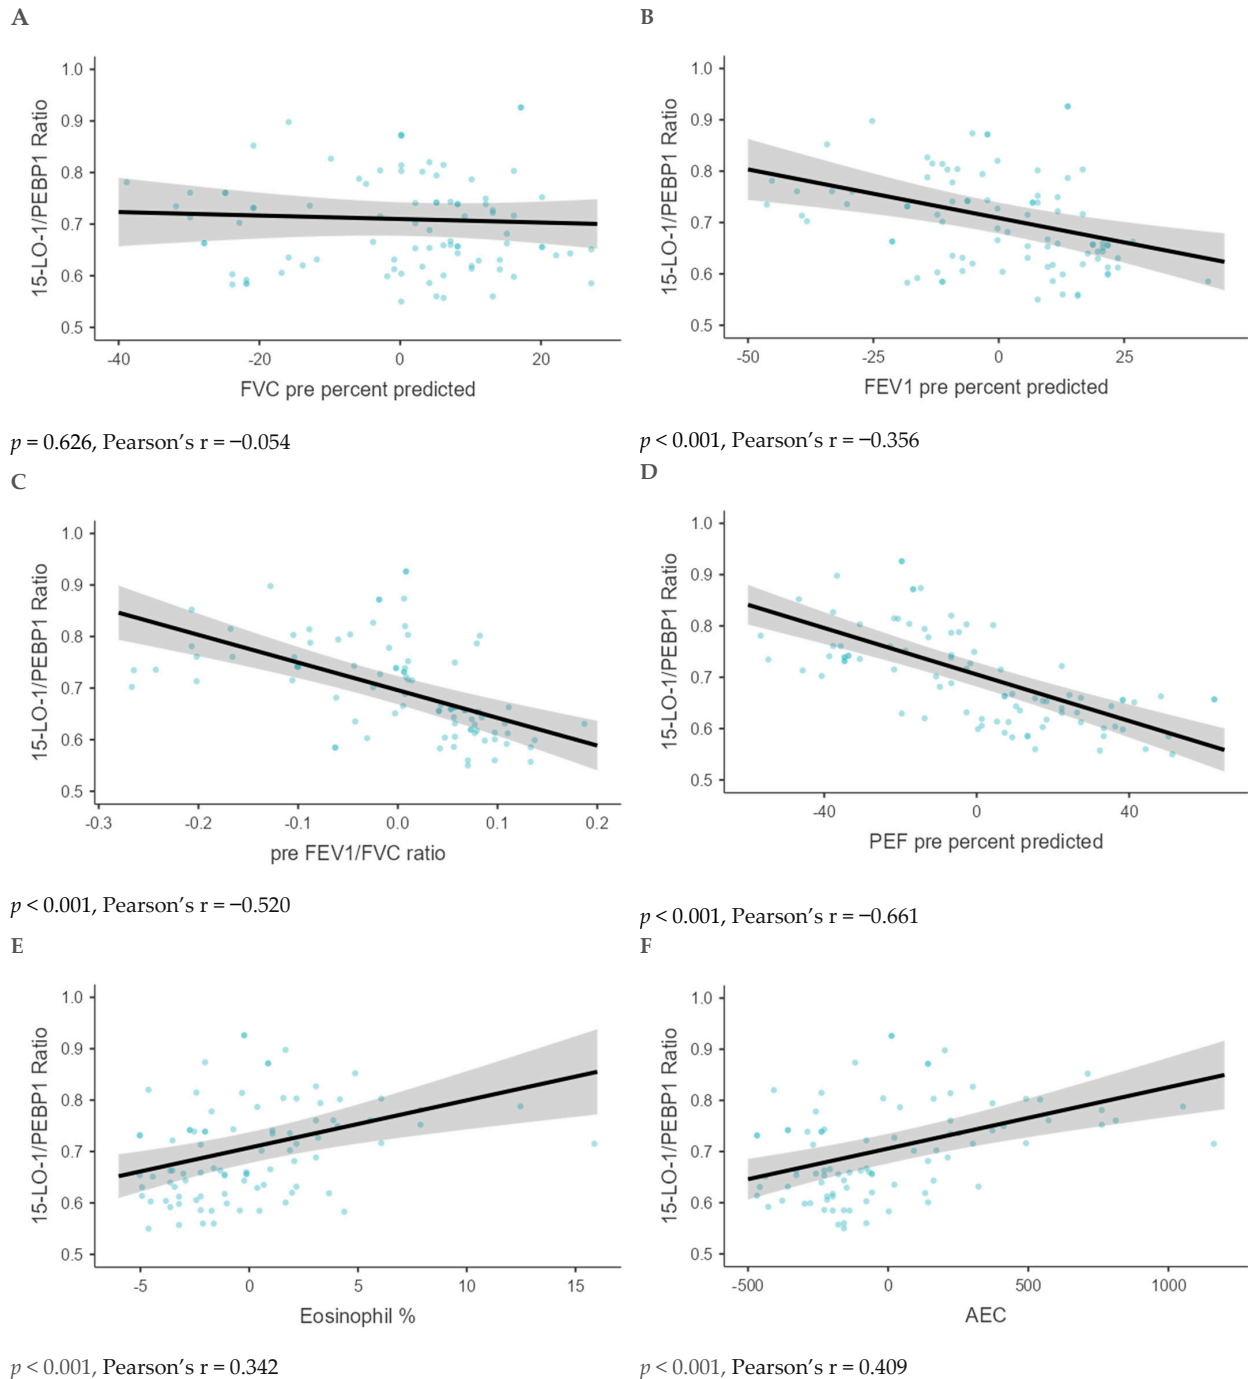 A
B
15-LO-1/PEBP1 Ratio
1.0
0.9
0.8
0.7
0.6
0.5
-40
-20
0
20
FVC pre percent predicted
15-LO-1/PEBP1 Ratio
1.0
0.9
0.8
0.7
0.6
0.5
-50
-25
0
25
FEV1 pre percent predicted
p = 0.626, Pearson’s r = −0.054
p < 0.001, Pearson’s r = −0.356
C
D
15-LO-1/PEBP1 Ratio
1.0
0.9
0.8
0.7
0.6
0.5
-0.3
-0.2
-0.1
0.0
0.1
0.2
pre FEV1/FVC ratio
15-LO-1/PEBP1 Ratio
1.0
0.9
0.8
0.7
0.6
0.5
-40
0
40
PEF pre percent predicted
p < 0.001, Pearson’s r = −0.520
p < 0.001, Pearson’s r = −0.661
E
F
15-LO-1/PEBP1 Ratio
1.0
0.9
0.8
0.7
0.6
0.5
-5
0
5
10
15
Eosinophil %
15-LO-1/PEBP1 Ratio
1.0
0.9
0.8
0.7
0.6
0.5
-500
0
500
1000
AEC
p < 0.001, Pearson’s r = 0.342
p < 0.001, Pearson’s r = 0.409